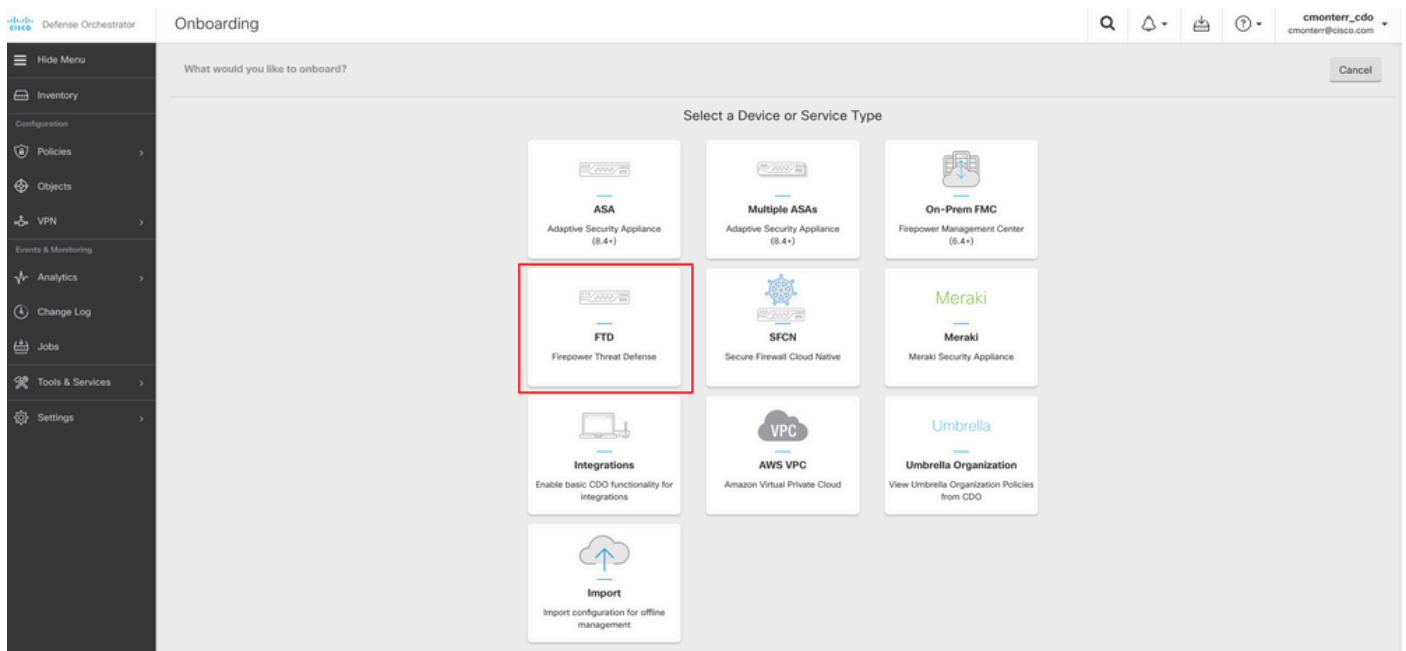 cisco
Defense Orchestrator
Onboarding
cmonterr_cdo
cmonterr@cisco.com
Hide Menu
Inventory
Configuration
Policies
Objects
VPN
Events & Monitoring
Analytics
Change Log
Jobs
Tools & Services
Settings
What would you like to onboard?
Cancel
Select a Device or Service Type
ASA
Adaptive Security Appliance
(8.4+)
Multiple ASAs
Adaptive Security Appliance
(8.4+)
On-Prem FMC
Firepower Management Center
(6.4+)
FTD
Firepower Threat Defense
SFCN
Secure Firewall Cloud Native
Meraki
Meraki
Meraki Security Appliance
Integrations
Enable basic CDO functionality for
integrations
VPC
AWS VPC
Amazon Virtual Private Cloud
Umbrella
Umbrella Organization
View Umbrella Organization Policies
from CDO
Import
Import configuration for offline
management